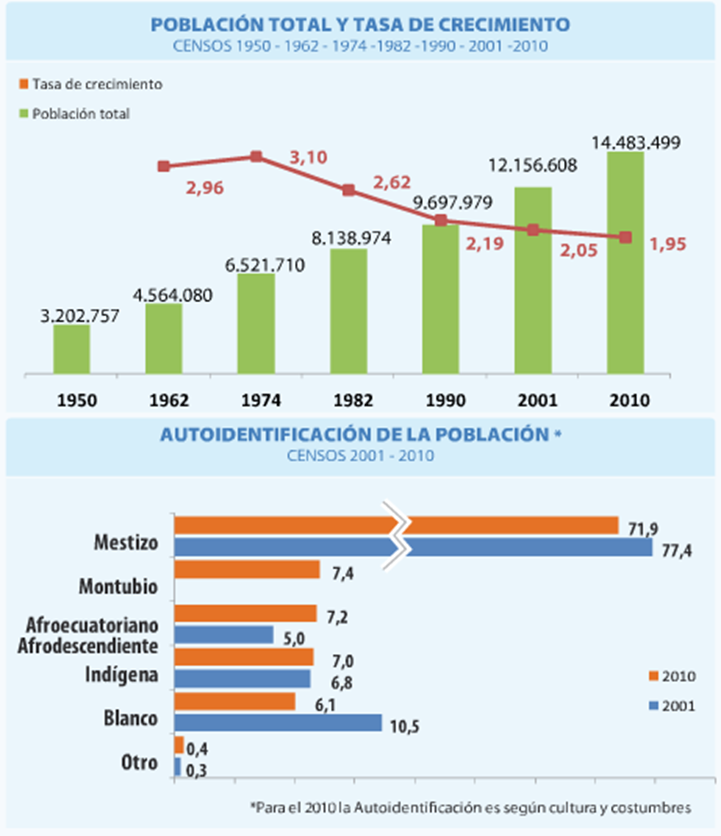 POBLACIÓN TOTAL Y TASA DE CRECIMIENTO
CENSOS 1950 - 1962 - 1974 -1982 -1990 - 2001 -2010
Tasa de crecimiento
Población total
3.202.757
4.564.080
6.521.710
8.138.974
9.697.979
12.156.608
14.483.499
2,96
3,10
2,62
2,19
2,05
1,95
1950 1962 1974 1982 1990 2001 2010
AUTOIDENTIFICACIÓN DE LA POBLACIÓN *
CENSOS 2001 - 2010
Mestizo
71,9
77,4
Montubio
7,4
Afroecuatoriano
Afrodescendiente
7,2
5,0
Indígena
7,0
6,8
Blanco
6,1
10,5
Otro
0,4
0,3
2010
2001
*Para el 2010 la Autoidentificación es según cultura y costumbres